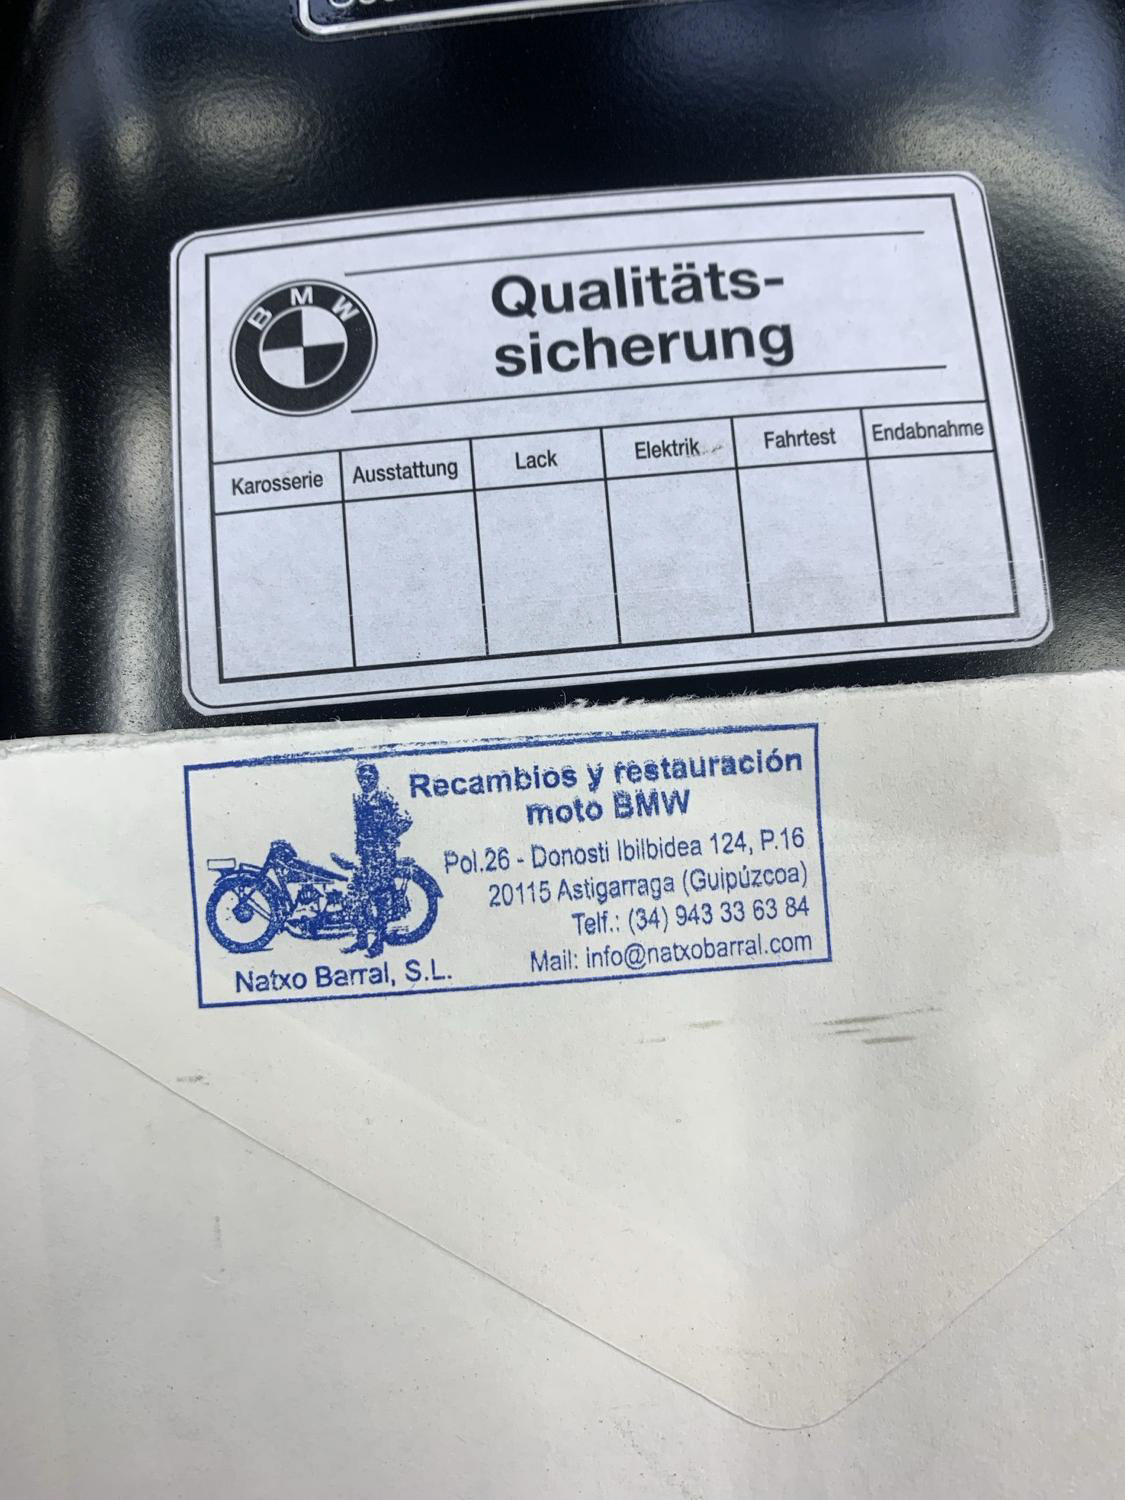 BMW
Qualitäts-
sicherung
Karosserie Ausstattung Lack Elektrik Fahrtest Endabnahme
Recambios y restauración
moto BMW
Pol.26 - Donosti Ibilbidea 124, P.16
20115 Astigarraga (Guipúzcoa)
Telf.: (34) 943 33 63 84
Mail: info@natxobarral.com
Natxo Barral, S.L.